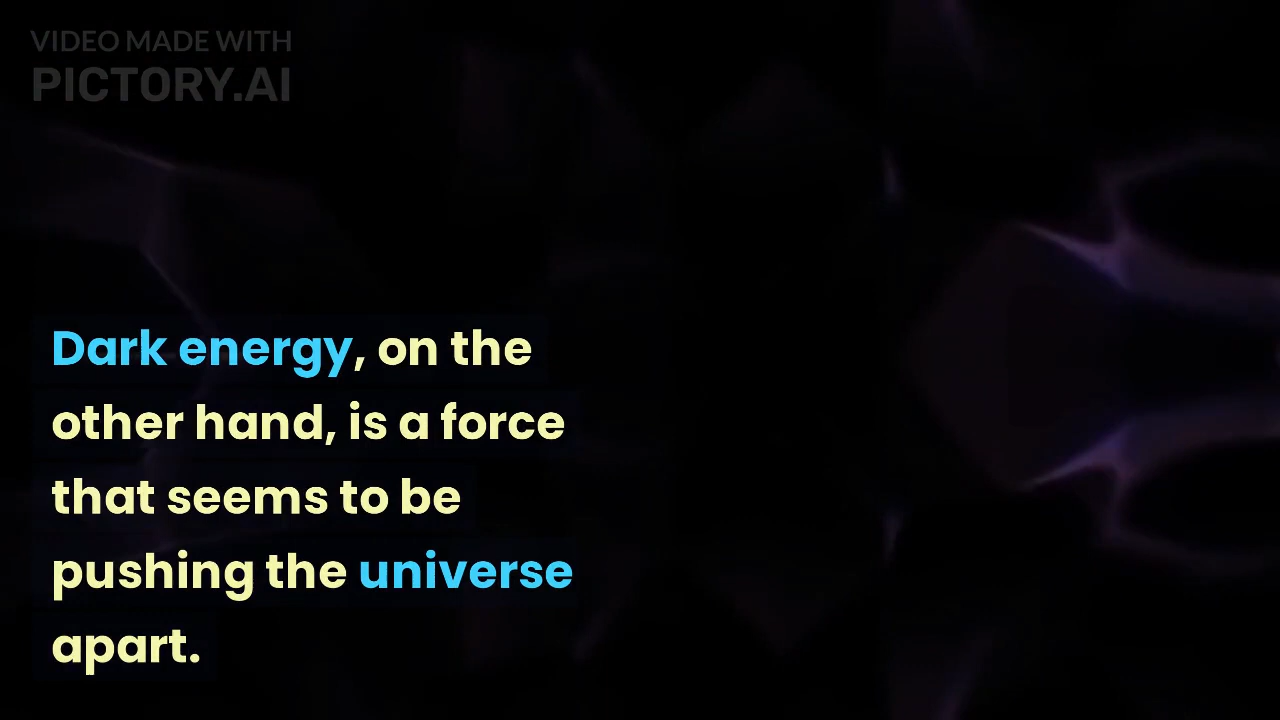 VIDEO MADE WITH
PICTORY.AI
Dark energy, on the
other hand, is a force
that seems to be
pushing the universe
apart.